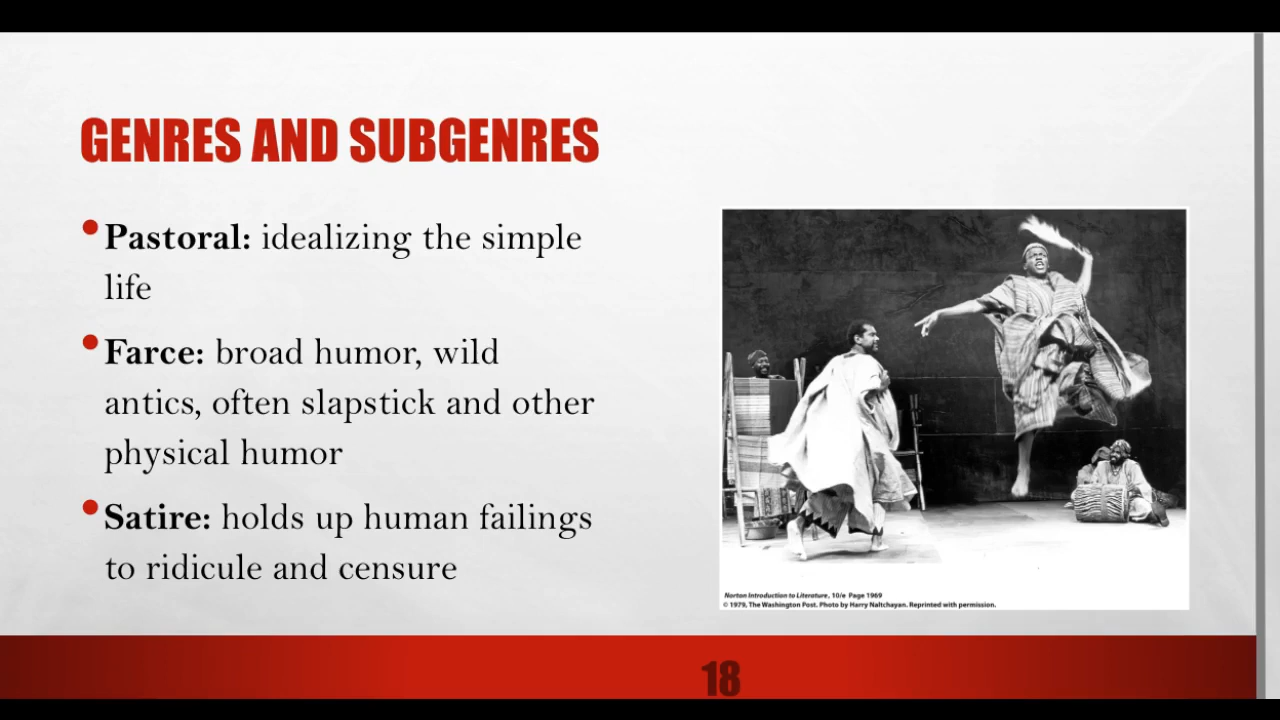 GENRES AND SUBGENRES
•Pastoral: idealizing the simple
life
•Farce: broad humor, wild
antics, often slapstick and other
physical humor
•Satire: holds up human failings
to ridicule and censure
Norton Introduction to Literature, 10/e Page 1969
© 1979, The Washington Post. Photo by Harry Naltchayan. Reprinted with permission.
18